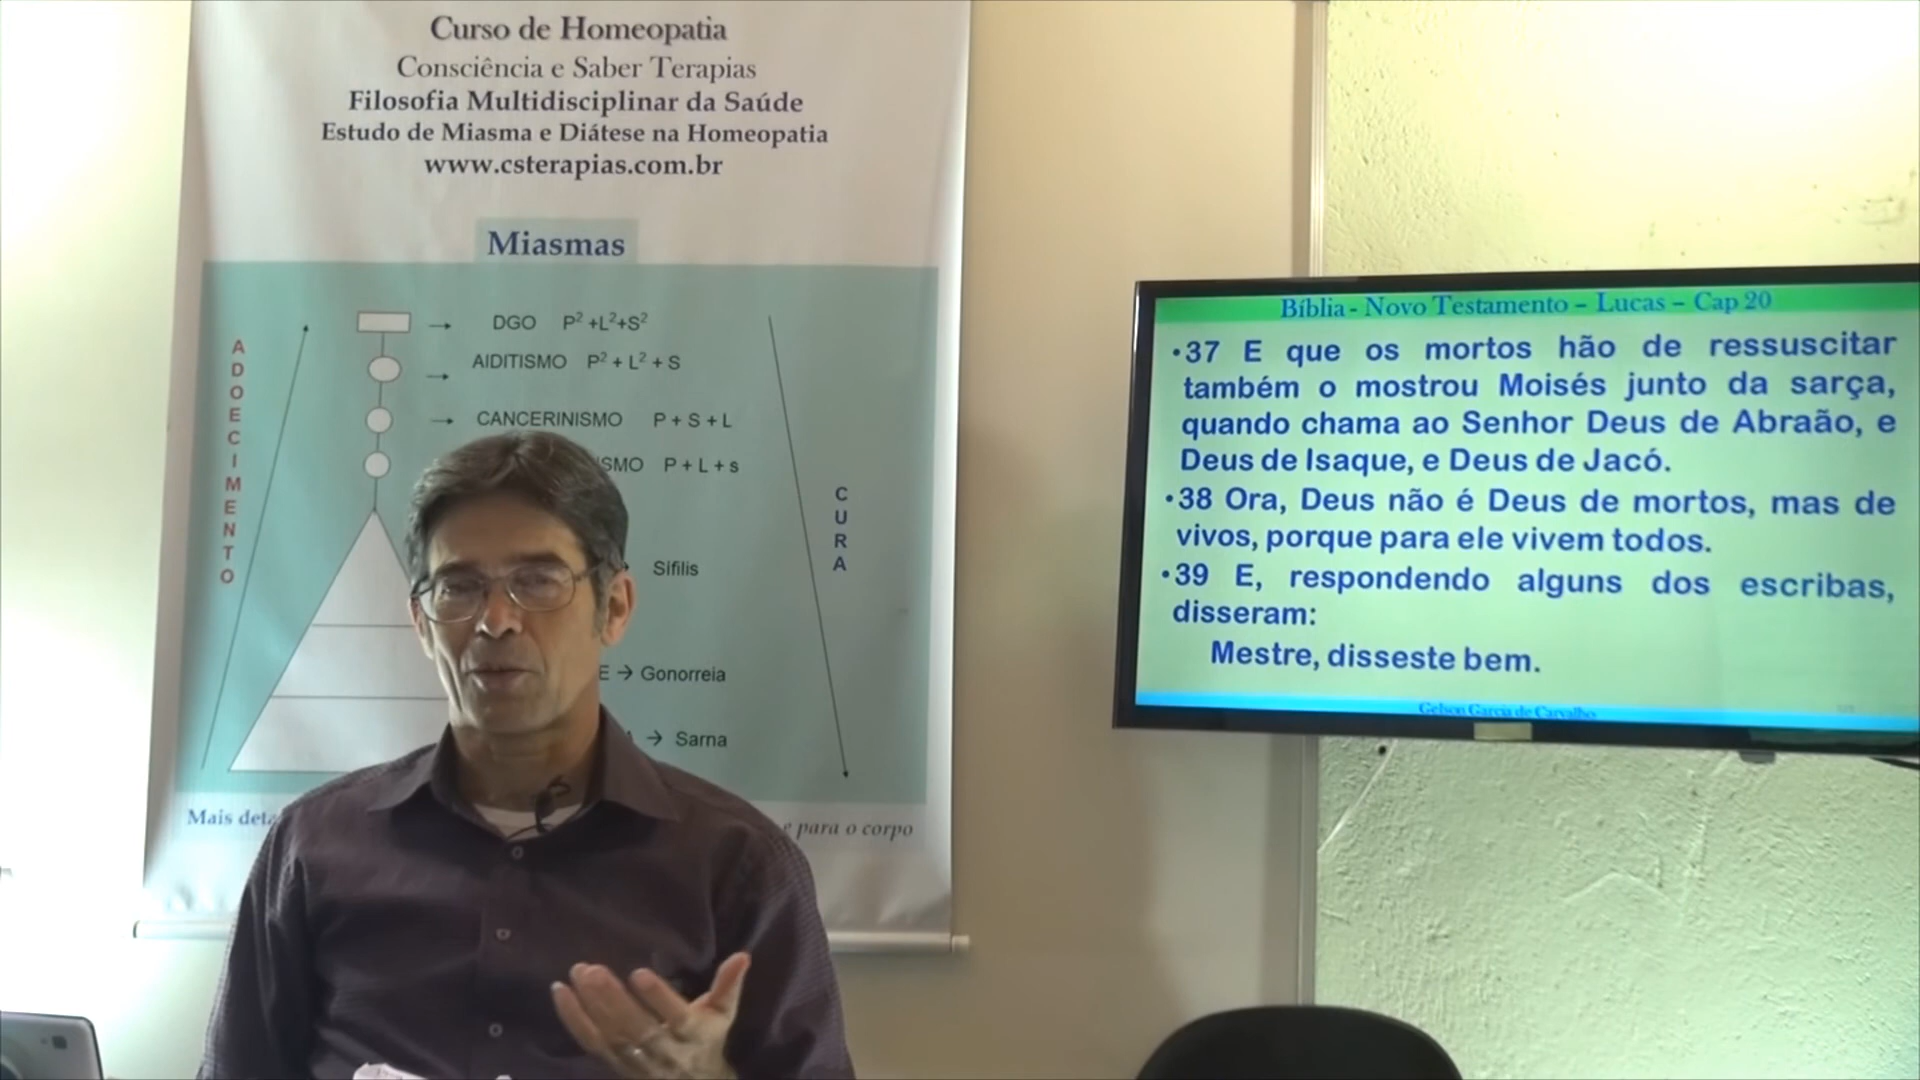 Curso de Homeopatia
Consciência e Saber Terapias
Filosofia Multidisciplinar da Saúde
Estudo de Miasma e Diátese na Homeopatia
www.csterapias.com.br
Miasmas
ADOECIMENTO
DGO P² +L²+S²
AIDITISMO P² + L² + S
CANCERINISMO P + S + L
ISMO P + L + s
Sífilis
E → Gonorreia
→ Sarna
CURA
Mais deta
e para o corpo
Bíblia - Novo Testamento – Lucas – Cap 20
•37 E que os mortos hão de ressuscitar
também o mostrou Moisés junto da sarça,
quando chama ao Senhor Deus de Abraão, e
Deus de Isaque, e Deus de Jacó.
•38 Ora, Deus não é Deus de mortos, mas de
vivos, porque para ele vivem todos.
•39 E, respondendo alguns dos escribas,
disseram:
Mestre, disseste bem.
Gelson Garcia de Carvalho